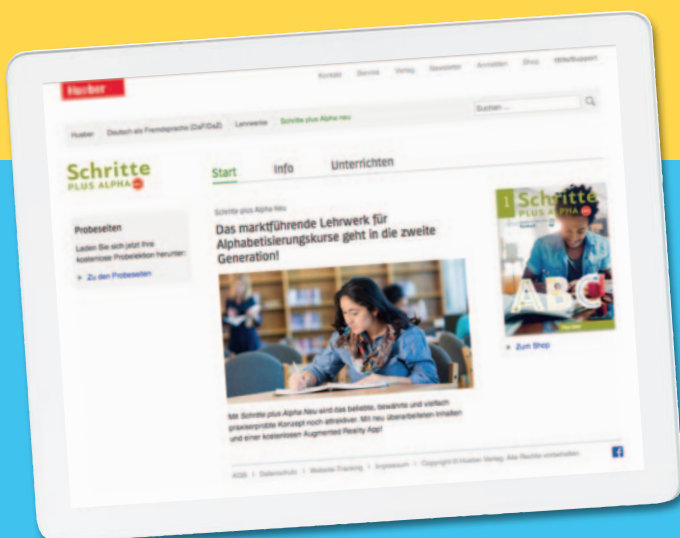 Hueber
Kontakt Service Verlag Newsletter Anmelden Shop Hilfe/Support
Suchen ...
Hueber Deutsch als Fremdsprache (DaF/DaZ) Lehrwerke Schritte plus Alpha neu
Schritte
PLUS ALPHA
Start Info Unterrichten
Probeseiten
Laden Sie sich jetzt Ihre
kostenlose Probelektion herunter:
Zu den Probeseiten
Schritte plus Alpha Neu
Das marktführende Lehrwerk für
Alphabetisierungskurse geht in die zweite
Generation!
Mit Schritte plus Alpha Neu wird das beliebte, bewährte und vielfach
praxiserprobte Konzept noch attraktiver. Mit neu überarbeiteten Inhalten
und einer kostenlosen Augmented Reality App!
1 Schritte
PLUS ALPHA
ABC
Hueber
Zum Shop
AGB | Datenschutz | Website-Tracking | Impressum | Copyright © Hueber Verlag. Alle Rechte vorbehalten.
f